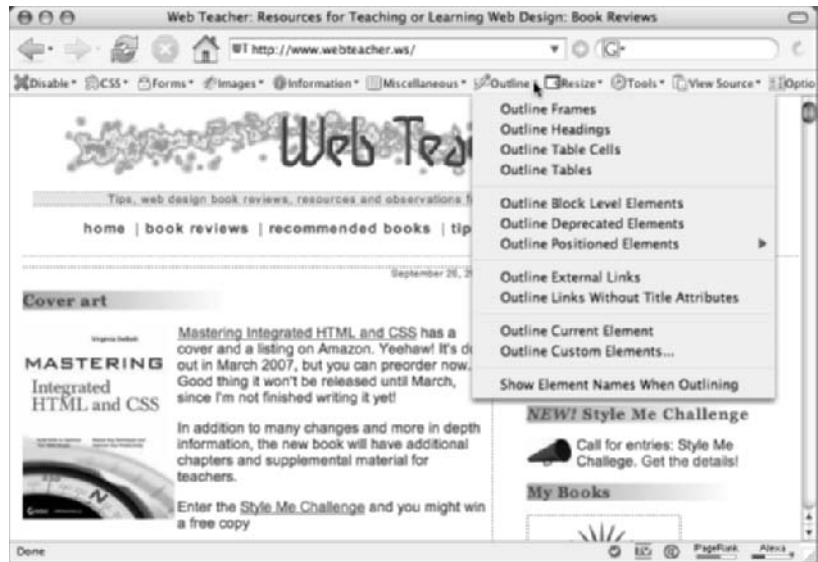 Web Teacher: Resources for Teaching or Learning Web Design: Book Reviews
WT http://www.webteacher.ws/
G
Disable CSS Forms Images Information Miscellaneous Outline Resize Tools View Source Optio
Outline Frames
Outline Headings
Outline Table Cells
Outline Tables
Outline Block Level Elements
Outline Deprecated Elements
Outline Positioned Elements
Outline External Links
Outline Links Without Title Attributes
Outline Current Element
Outline Custom Elements...
Show Element Names When Outlining
Web Tea
Tips, web design book reviews, resources and observations f
home | book reviews | recommended books | tip
September 26, 2
Cover art
MASTERING
Integrated
HTML and CSS
Mastering Integrated HTML and CSS has a
cover and a listing on Amazon. Yeehaw! It's d
out in March 2007, but you can preorder now.
Good thing it won't be released until March,
since I'm not finished writing it yet!
In addition to many changes and more in depth
information, the new book will have additional
chapters and supplemental material for
teachers.
Enter the Style Me Challenge and you might win
a free copy
NEW! Style Me Challenge
Call for entries: Style Me
Challege. Get the details!
My Books
Done
PageRank Alexa